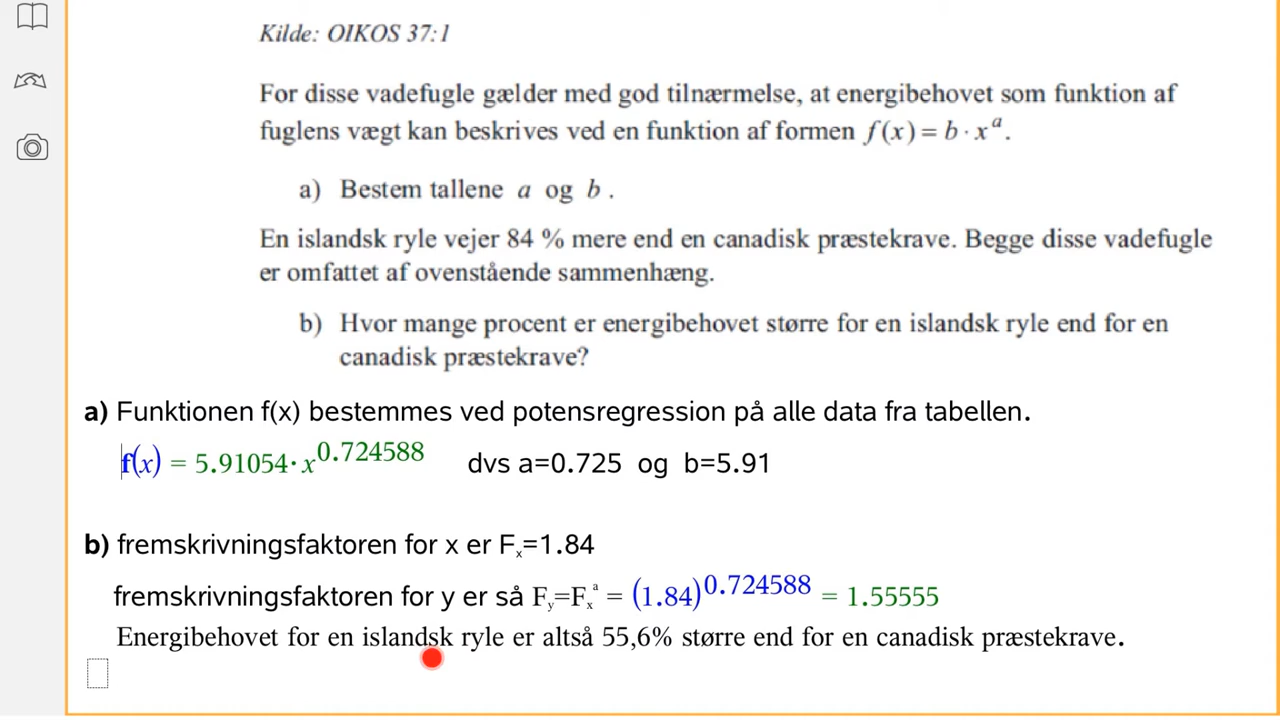 Kilde: OIKOS 37:1
For disse vadefugle gælder med god tilnærmelse, at energibehovet som funktion af
fuglens vægt kan beskrives ved en funktion af formen f(x) = b · x^a.
a) Bestem tallene a og b .
En islandsk ryle vejer 84 % mere end en canadisk præstekrave. Begge disse vadefugle
er omfattet af ovenstående sammenhæng.
b) Hvor mange procent er energibehovet større for en islandsk ryle end for en
canadisk præstekrave?
a) Funktionen f(x) bestemmes ved potensregression på alle data fra tabellen.
f(x) = 5.91054·x^0.724588 dvs a=0.725 og b=5.91
b) fremskrivningsfaktoren for x er F_x=1.84
fremskrivningsfaktoren for y er så F_y=F_x^a = (1.84)^0.724588 = 1.55555
Energibehovet for en islandsk ryle er altså 55,6% større end for en canadisk præstekrave.